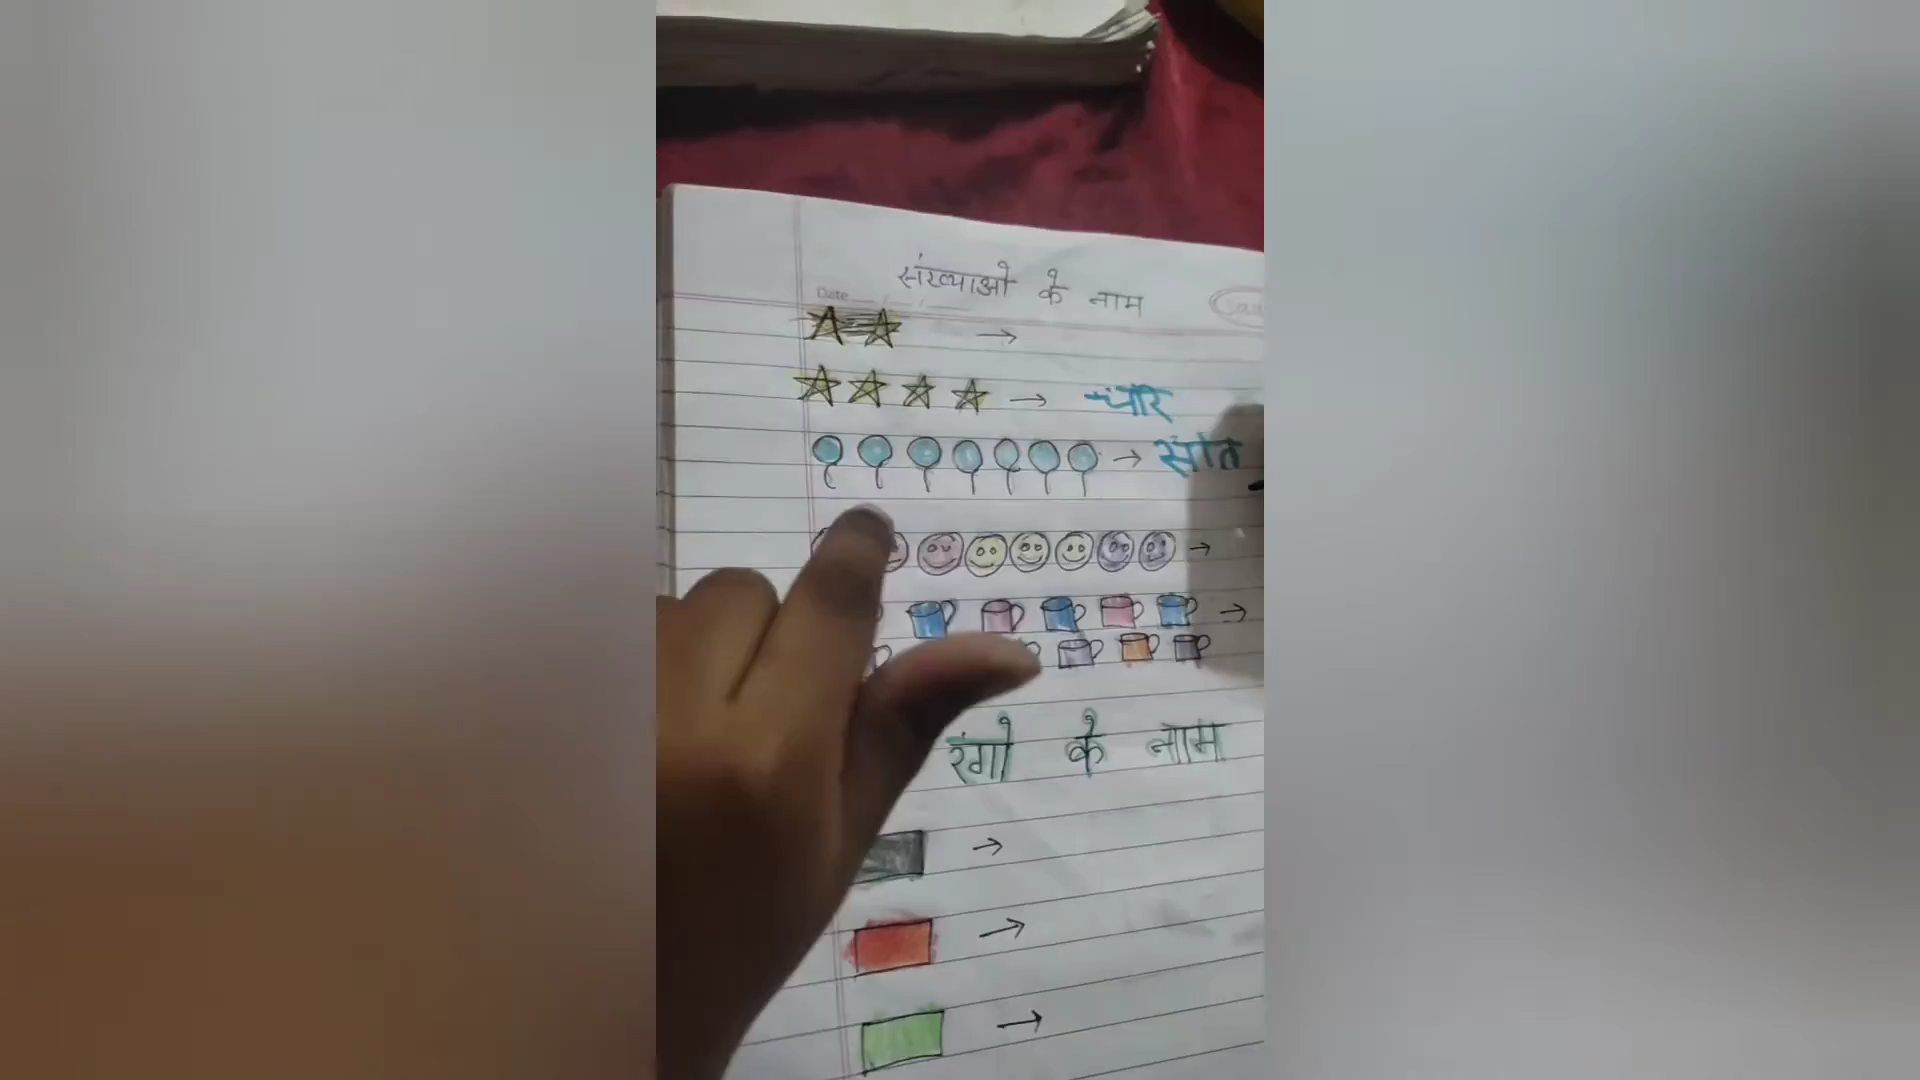 संख्याओ के नाम
Date
चार
सात
रंगो के नाम